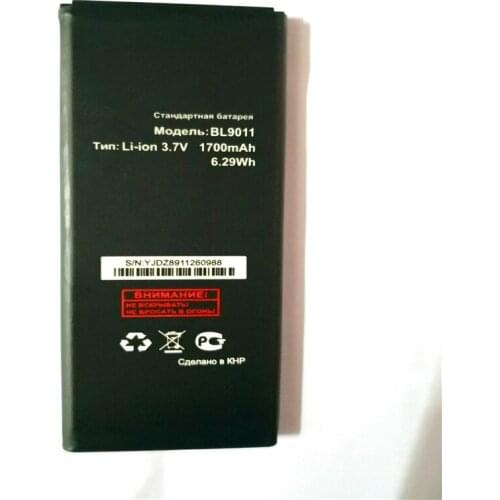 Стандартная батарея
Модель:BL9011
Тип: Li-ion 3.7V 1700mAh
6.29Wh
S/N:YJDZ8911260988
ВНИМАНИЕ!
НЕ ВСКРЫВАТЬ!
НЕ БРОСАТЬ В ОГОНЬ!
Сделано в КНР